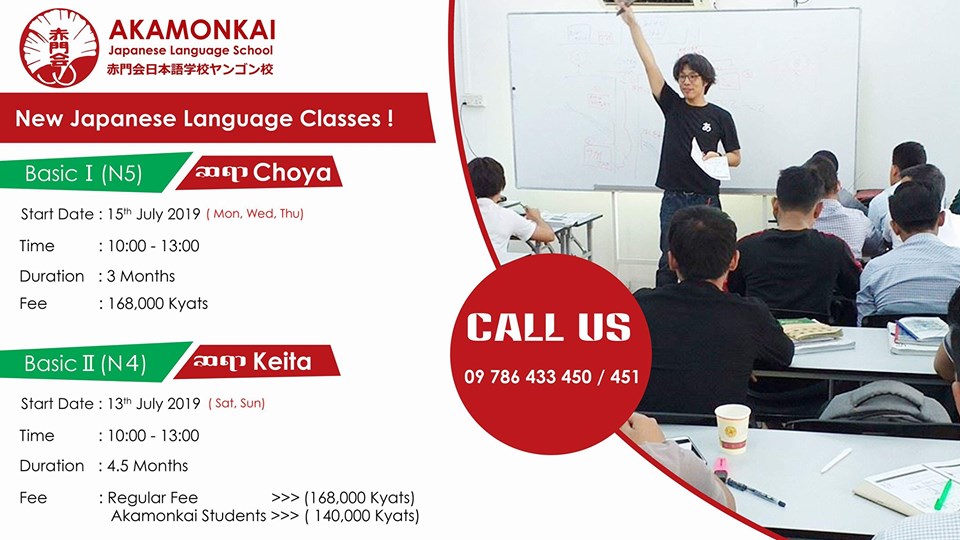 赤門会
AKAMONKAI
Japanese Language School
赤門会日本語学校ヤンゴン校
New Japanese Language Classes !
Basic I (N5)
ဆရာ Choya
Start Date : 15th July 2019 ( Mon, Wed, Thu)
Time : 10:00 - 13:00
Duration : 3 Months
Fee : 168,000 Kyats
Basic II (N4)
ဆရာ Keita
Start Date : 13th July 2019 ( Sat, Sun)
Time : 10:00 - 13:00
Duration : 4.5 Months
Fee : Regular Fee >>> (168,000 Kyats)
Akamonkai Students >>> ( 140,000 Kyats)
CALL US
09 786 433 450 / 451
あ